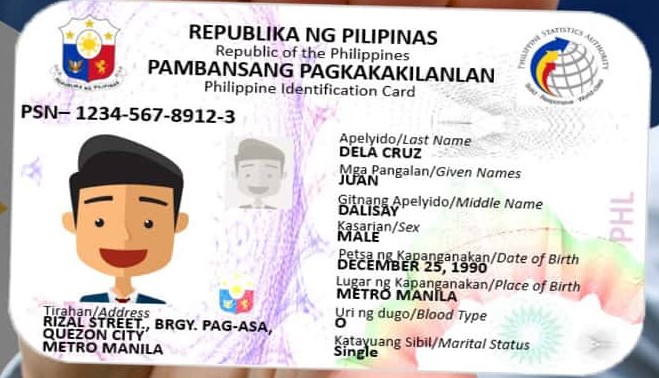 REPUBLIKA NG PILIPINAS
Republic of the Philippines
PAMBANSANG PAGKAKAKILANLAN
Philippine Identification Card
PHILIPPINE STATISTICS AUTHORITY
PSN– 1234-567-8912-3
Apelyido/Last Name
DELA CRUZ
Mga Pangalan/Given Names
JUAN
Gitnang Apelyido/Middle Name
DALISAY
Kasarian/Sex
MALE
Petsa ng Kapanganakan/Date of Birth
DECEMBER 25, 1990
Lugar ng Kapanganakan/Place of Birth
METRO MANILA
Uri ng dugo/Blood Type
O
Katayuang Sibil/Marital Status
Single
PHL
Tirahan/Address
RIZAL STREET., BRGY. PAG-ASA,
QUEZON CITY
METRO MANILA